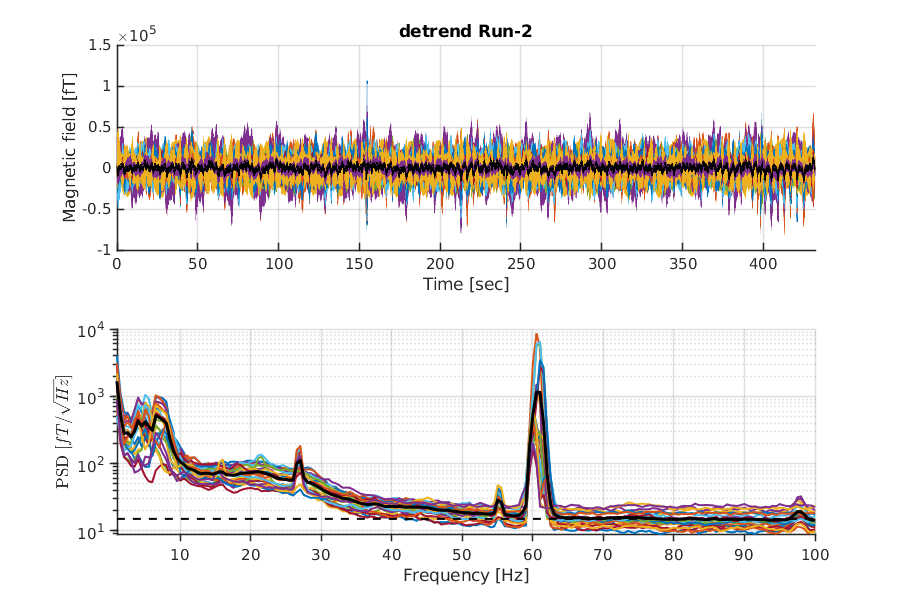 detrend Run-2
×10^5
Magnetic field [fT]
1.5
1
0.5
0
-0.5
-1
0 50 100 150 200 250 300 350 400
Time [sec]
PSD [fT/√Hz]
10^4
10^3
10^2
10^1
10 20 30 40 50 60 70 80 90 100
Frequency [Hz]